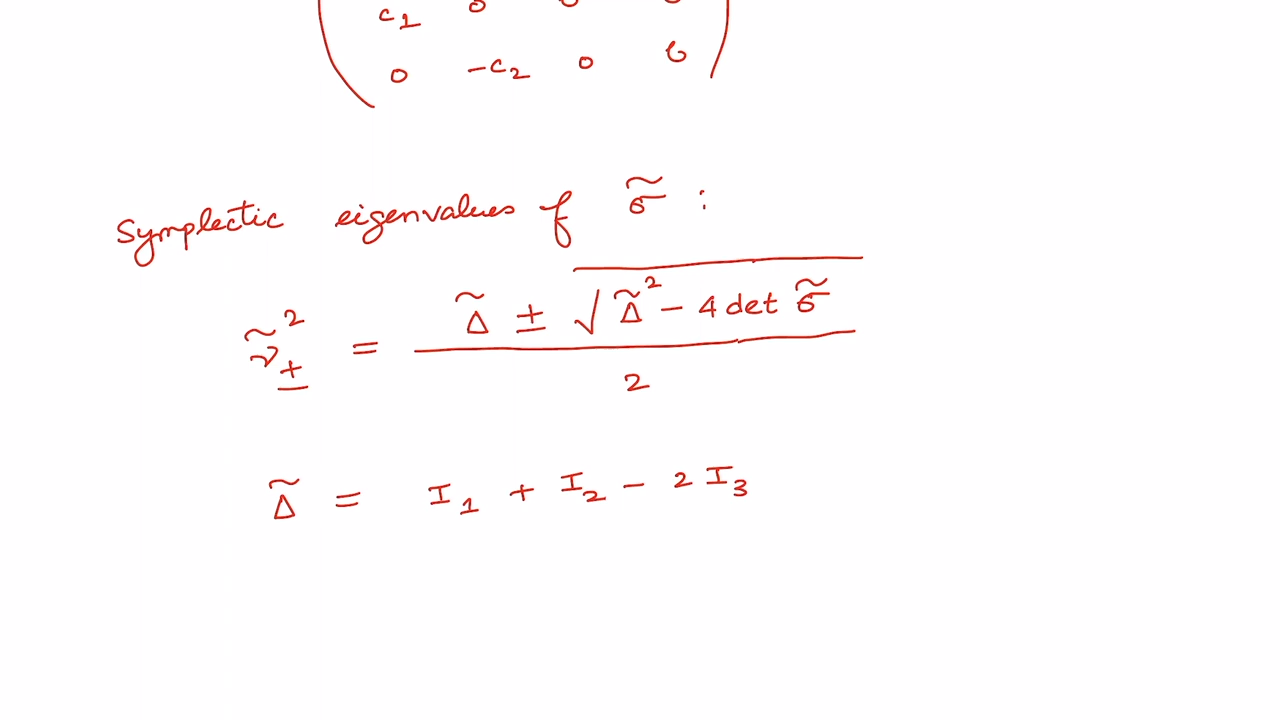 c₁ 0 0 0
0 -c₂ 0 b
Symplectic eigenvalues of σ̃ :
ν̃±² = (Δ̃ ± √(Δ̃² - 4 det σ̃)) / 2
Δ̃ = I₁ + I₂ - 2 I₃